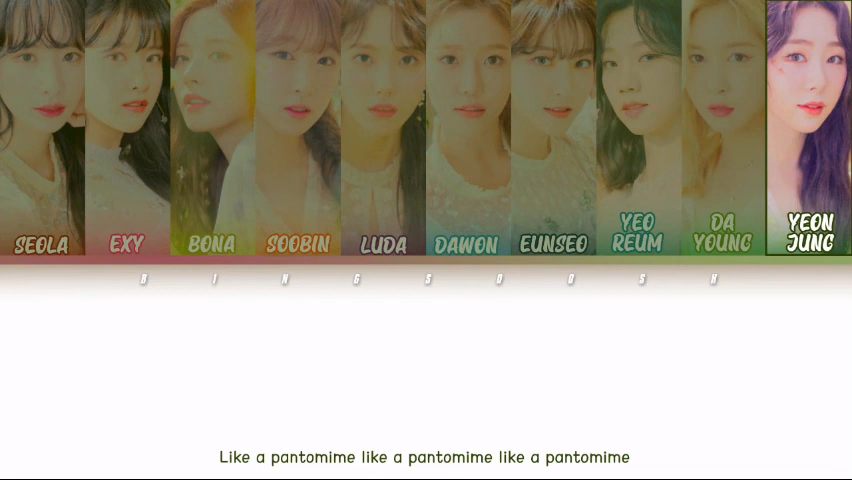 SEOLA EXY BONA SOOBIN LUDA DAWON EUNSEO YEO REUM DA YOUNG YEON JUNG
B I N G S O O S H
Like a pantomime like a pantomime like a pantomime